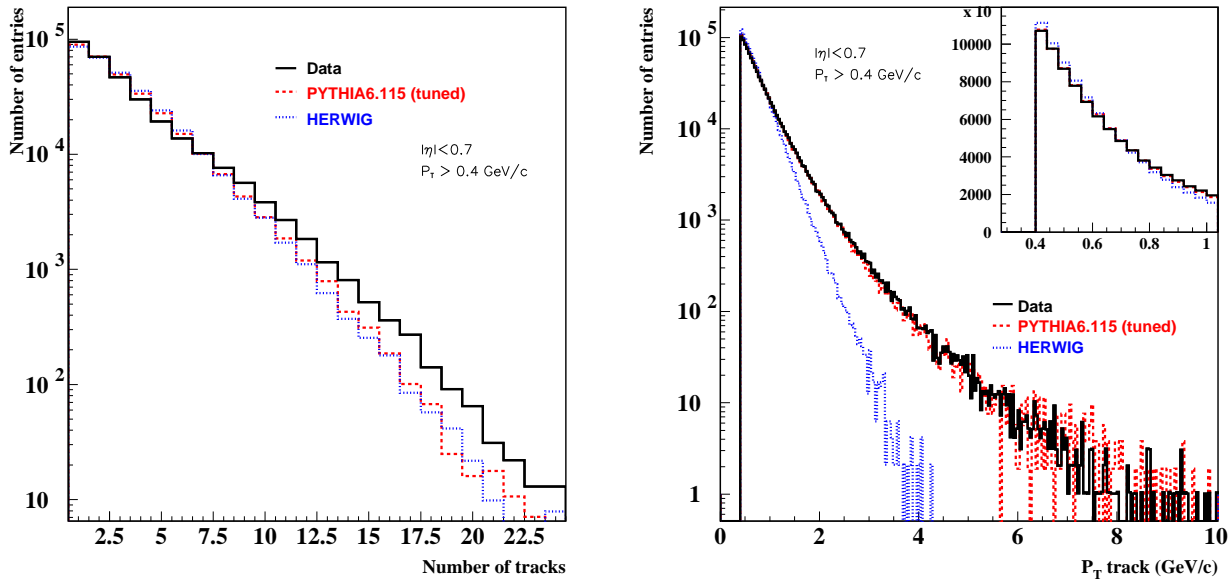 Number of entries
10^5
10^4
10^3
10^2
10
Data
PYTHIA6.115 (tuned)
HERWIG
|η|<0.7
P_T > 0.4 GeV/c
2.5 5 7.5 10 12.5 15 17.5 20 22.5
Number of tracks
Number of entries
10^5
10^4
10^3
10^2
10
1
|η|<0.7
P_T > 0.4 GeV/c
x 10
10000
8000
6000
4000
2000
0
0.4 0.6 0.8 1
Data
PYTHIA6.115 (tuned)
HERWIG
0 2 4 6 8 10
P_T track (GeV/c)